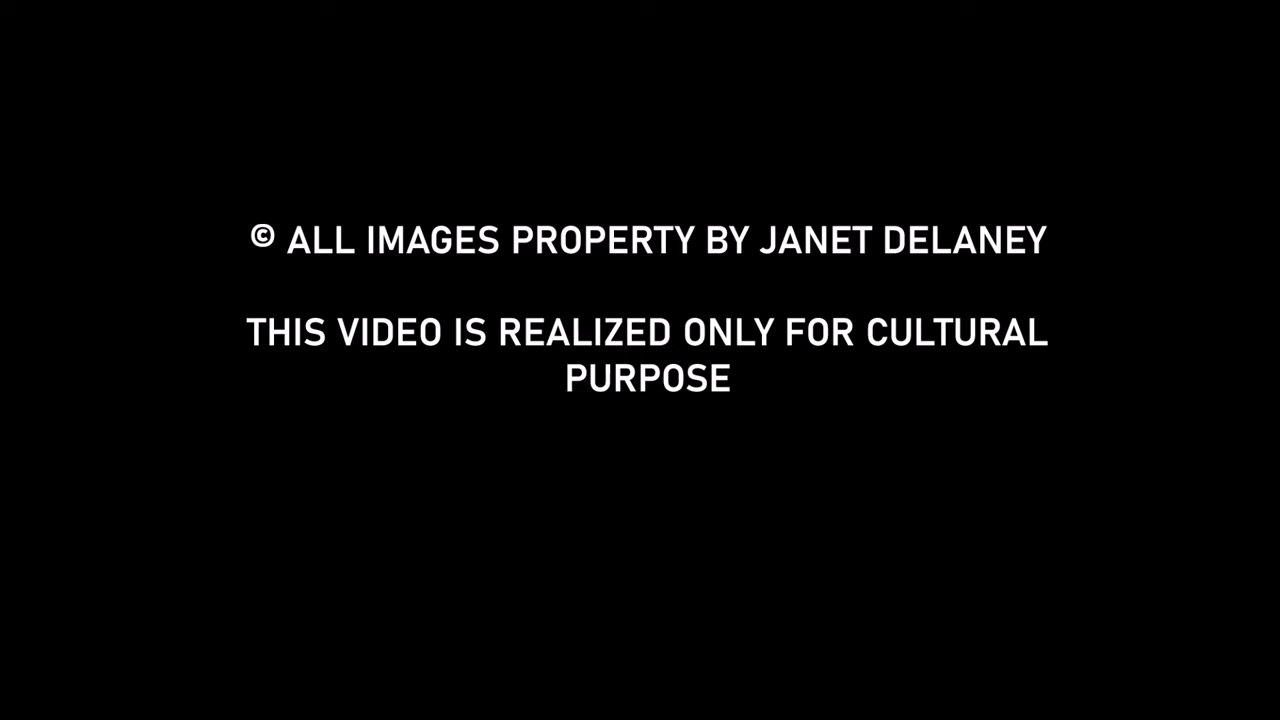 © ALL IMAGES PROPERTY BY JANET DELANEY
THIS VIDEO IS REALIZED ONLY FOR CULTURAL
PURPOSE